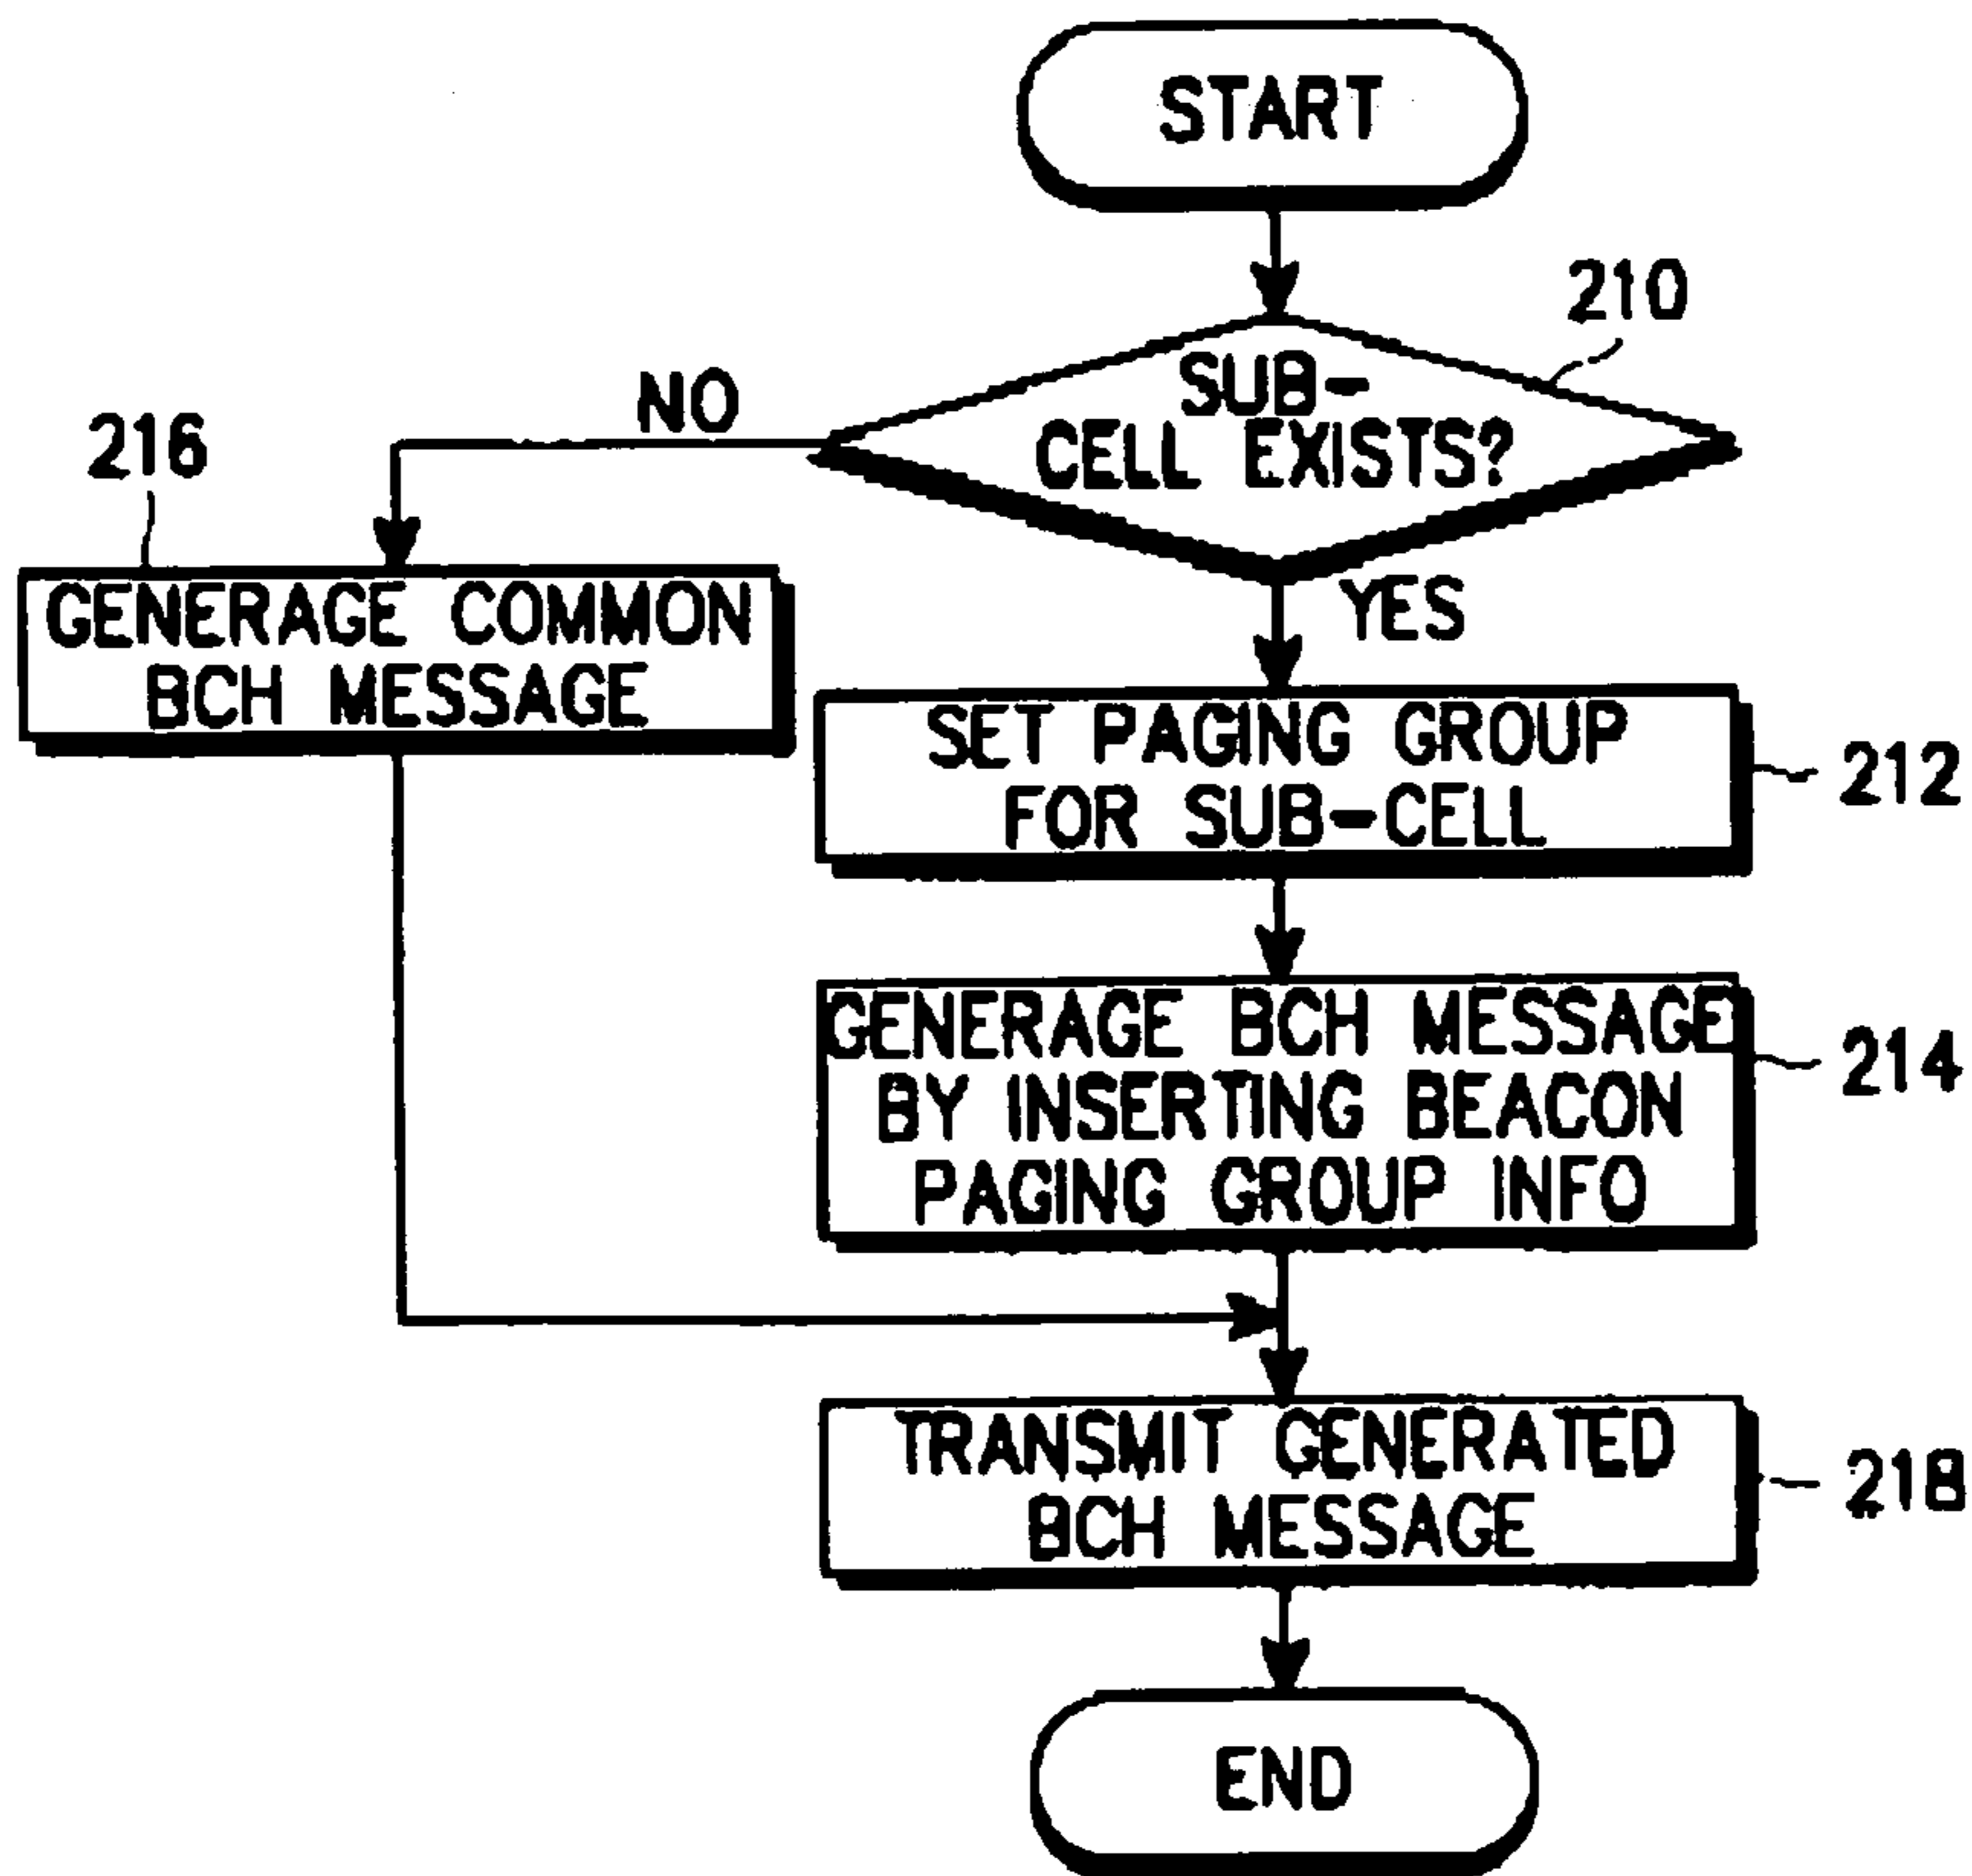 START
210
SUB-
CELL EXISTS?
NO
216
YES
GENERAGE COMMON
BCH MESSAGE
SET PAGING GROUP
FOR SUB-CELL
212
GENERAGE BCH MESSAGE
BY INSERTING BEACON
PAGING GROUP INFO
214
TRANSMIT GENERATED
BCH MESSAGE
218
END